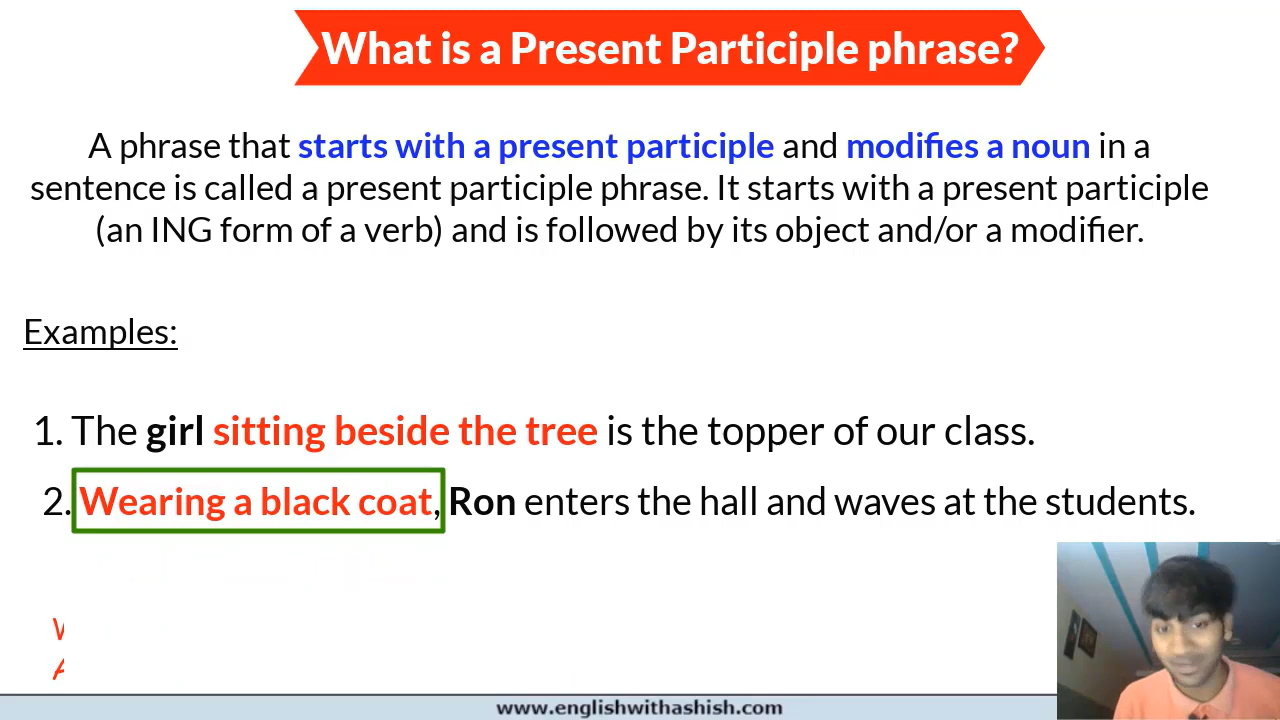 What is a Present Participle phrase?
A phrase that starts with a present participle and modifies a noun in a
sentence is called a present participle phrase. It starts with a present participle
(an ING form of a verb) and is followed by its object and/or a modifier.
Examples:
1. The girl sitting beside the tree is the topper of our class.
2. Wearing a black coat, Ron enters the hall and waves at the students.
www.englishwithashish.com